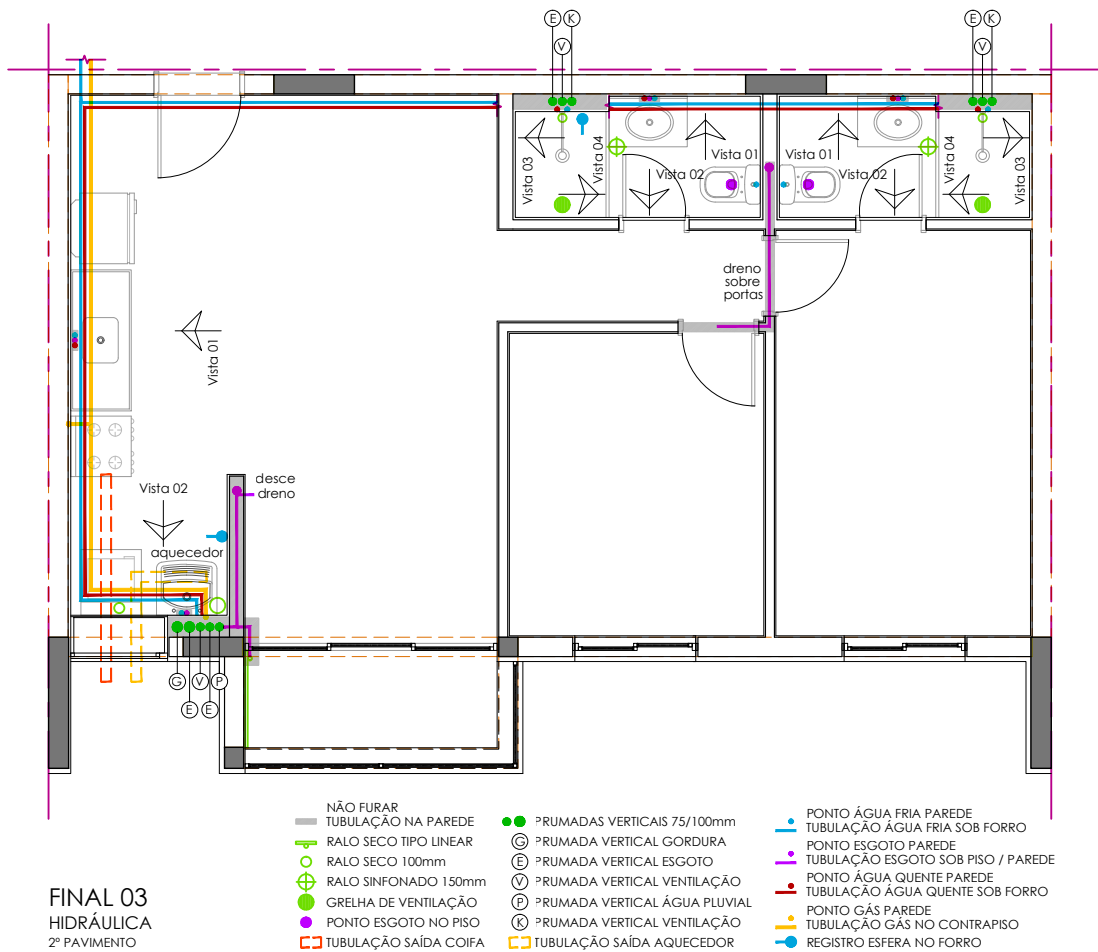 E K
V
E K
V
Vista 03
Vista 04
Vista 01
Vista 02
Vista 01
Vista 02
Vista 04
Vista 03
dreno
sobre
portas
Vista 01
Vista 02
desce
dreno
aquecedor
G V P
E E
FINAL 03
HIDRÁULICA
2º PAVIMENTO
NÃO FURAR
TUBULAÇÃO NA PAREDE
RALO SECO TIPO LINEAR
RALO SECO 100mm
RALO SIFONADO 150mm
GRELHA DE VENTILAÇÃO
PONTO ESGOTO NO PISO
TUBULAÇÃO SAÍDA COIFA
PRUMADAS VERTICAIS 75/100mm
G PRUMADA VERTICAL GORDURA
E PRUMADA VERTICAL ESGOTO
V PRUMADA VERTICAL VENTILAÇÃO
P PRUMADA VERTICAL ÁGUA PLUVIAL
K PRUMADA VERTICAL VENTILAÇÃO
TUBULAÇÃO SAÍDA AQUECEDOR
PONTO ÁGUA FRIA PAREDE
TUBULAÇÃO ÁGUA FRIA SOB FORRO
PONTO ESGOTO PAREDE
TUBULAÇÃO ESGOTO SOB PISO / PAREDE
PONTO ÁGUA QUENTE PAREDE
TUBULAÇÃO ÁGUA QUENTE SOB FORRO
PONTO GÁS PAREDE
TUBULAÇÃO GÁS NO CONTRAPISO
REGISTRO ESFERA NO FORRO